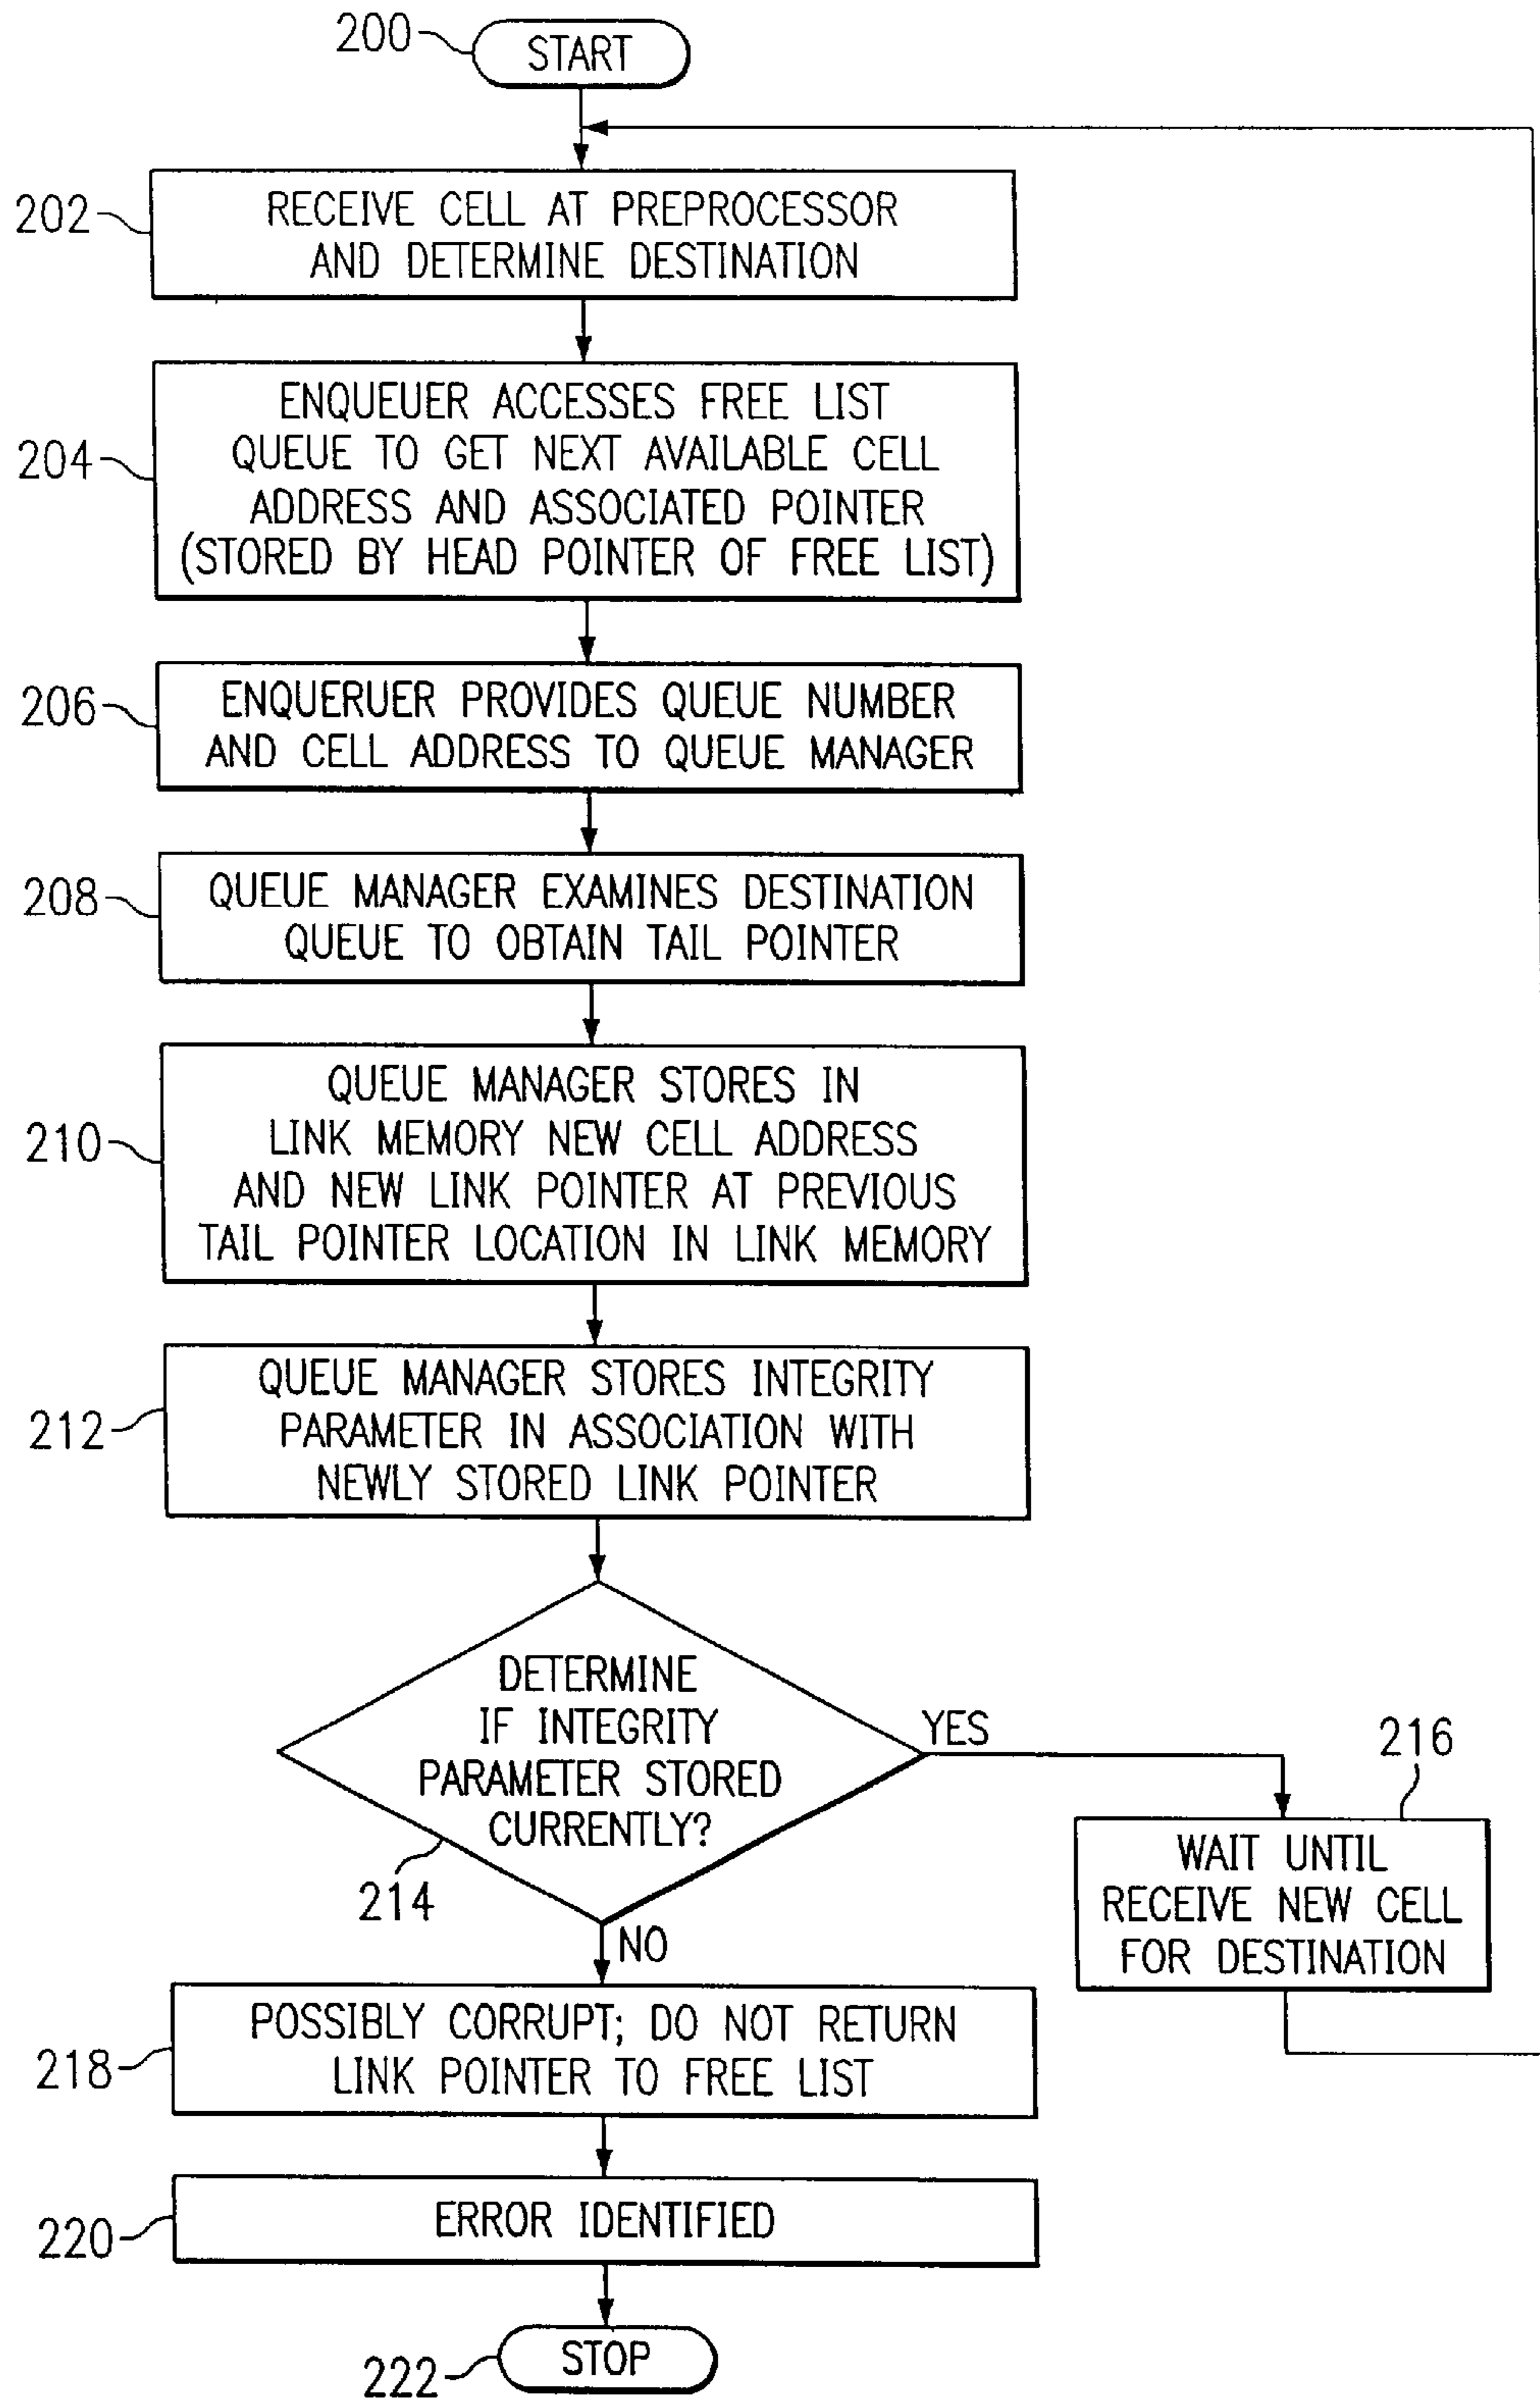 200
START
202
RECEIVE CELL AT PREPROCESSOR
AND DETERMINE DESTINATION
204
ENQUEUER ACCESSES FREE LIST
QUEUE TO GET NEXT AVAILABLE CELL
ADDRESS AND ASSOCIATED POINTER
(STORED BY HEAD POINTER OF FREE LIST)
206
ENQUERUER PROVIDES QUEUE NUMBER
AND CELL ADDRESS TO QUEUE MANAGER
208
QUEUE MANAGER EXAMINES DESTINATION
QUEUE TO OBTAIN TAIL POINTER
210
QUEUE MANAGER STORES IN
LINK MEMORY NEW CELL ADDRESS
AND NEW LINK POINTER AT PREVIOUS
TAIL POINTER LOCATION IN LINK MEMORY
212
QUEUE MANAGER STORES INTEGRITY
PARAMETER IN ASSOCIATION WITH
NEWLY STORED LINK POINTER
DETERMINE
IF INTEGRITY
PARAMETER STORED
CURRENTLY?
214
YES
216
WAIT UNTIL
RECEIVE NEW CELL
FOR DESTINATION
NO
218
POSSIBLY CORRUPT; DO NOT RETURN
LINK POINTER TO FREE LIST
220
ERROR IDENTIFIED
222
STOP